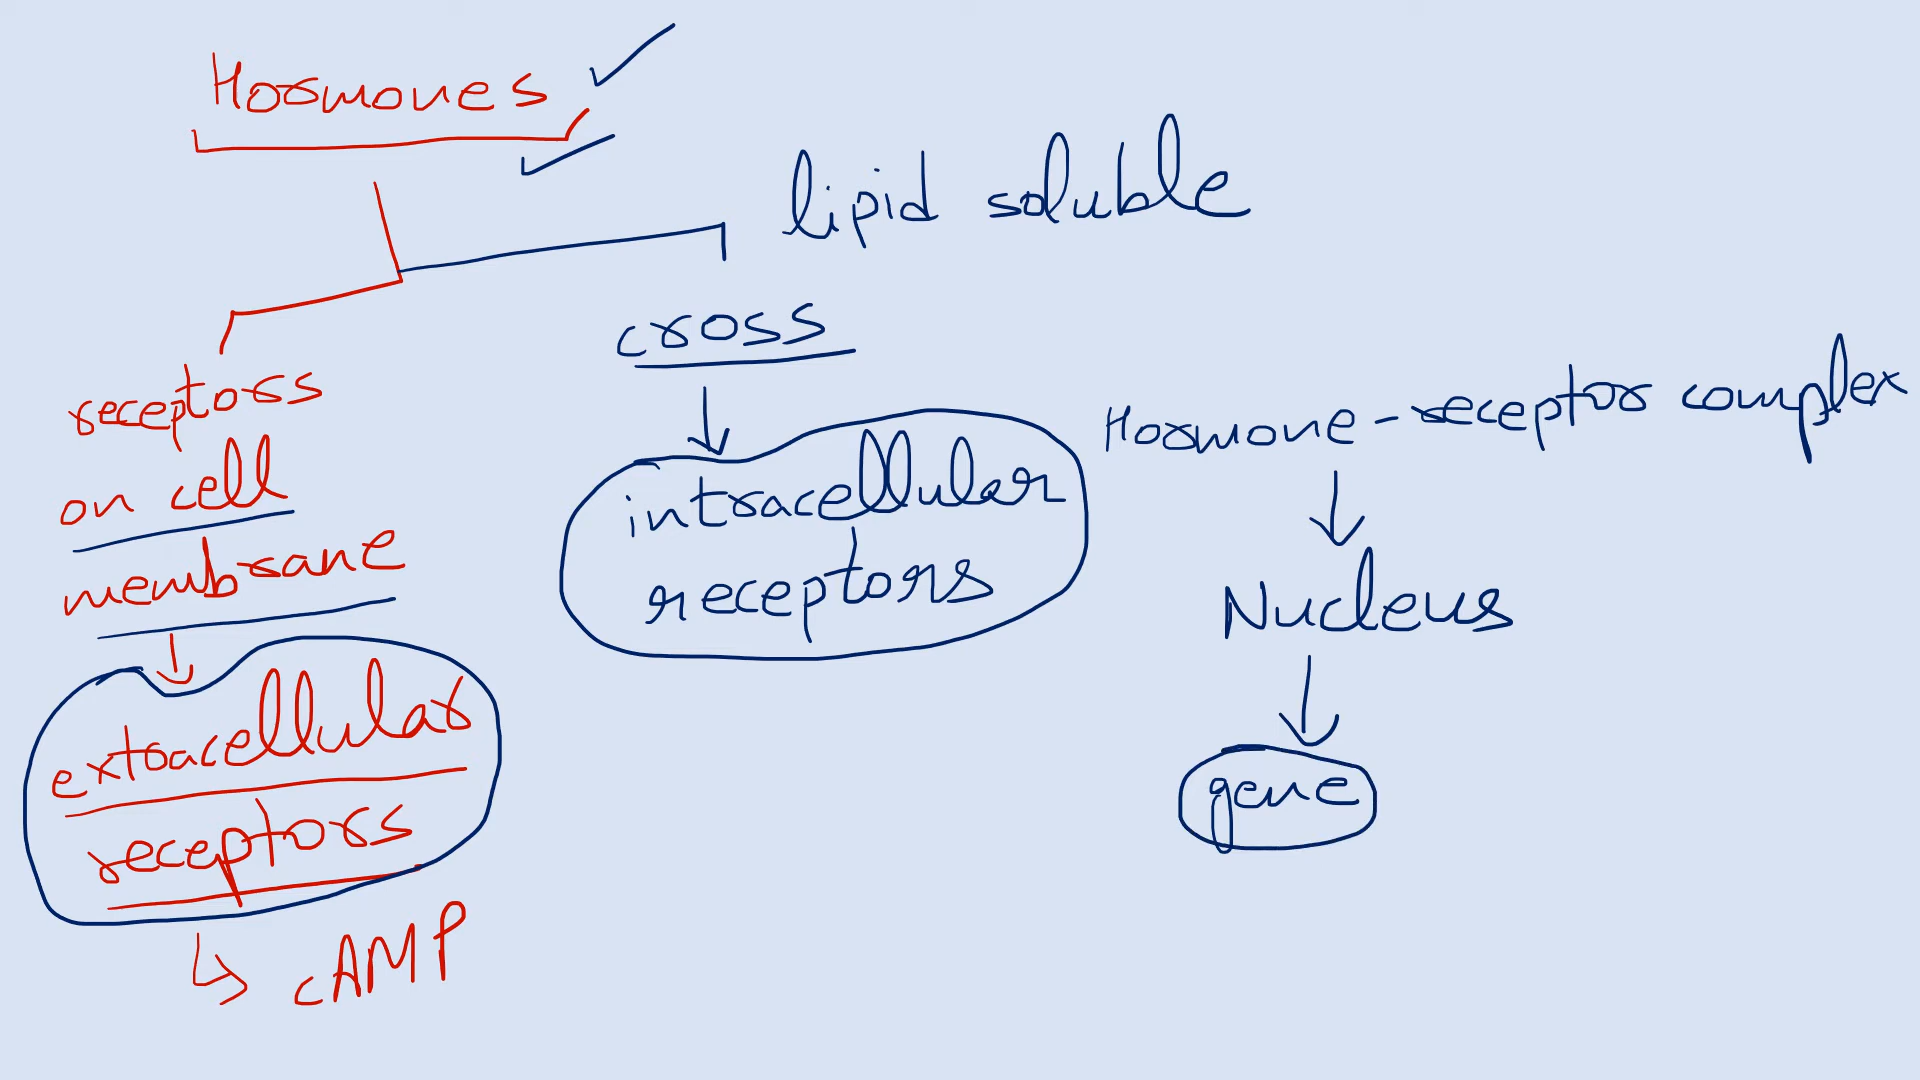 Hormones
lipid soluble
receptors
on cell
membrane
extracellular
receptors
cAMP
cross
intracellular
receptors
Hormone - receptor complex
Nucleus
gene